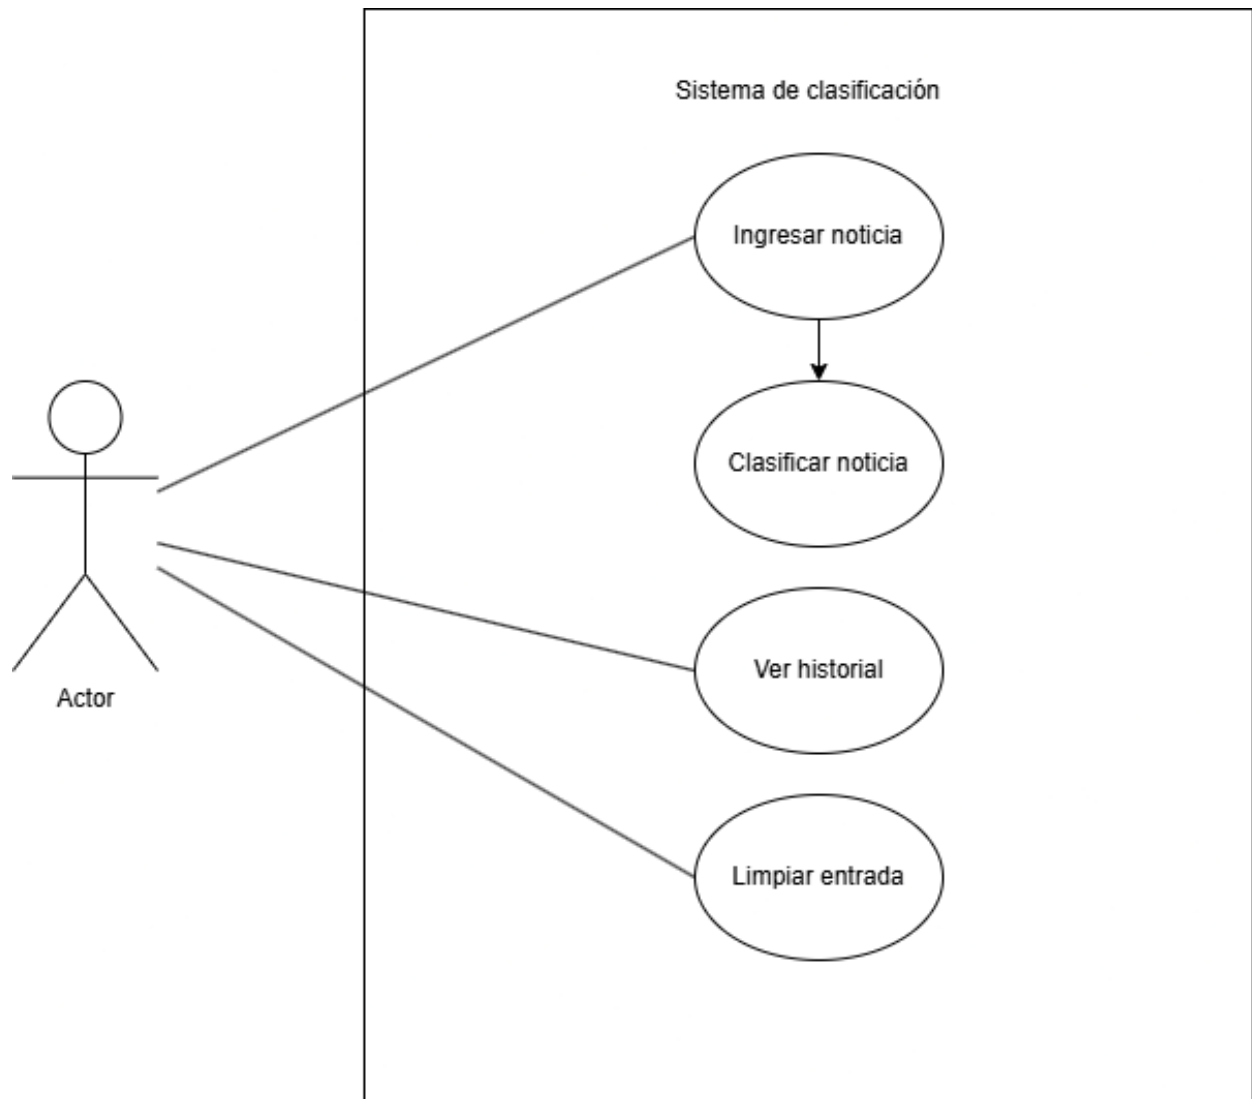 Sistema de clasificación
Ingresar noticia
Clasificar noticia
Ver historial
Actor
Limpiar entrada